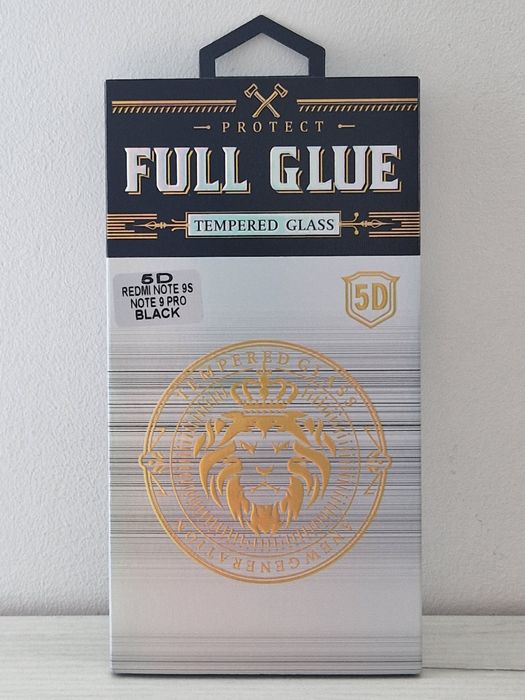 PROTECT
FULL GLUE
TEMPERED GLASS
5D
REDMI NOTE 9S
NOTE 9 PRO
BLACK
5D
TEMPERED GLASS
A NEW GENERATION